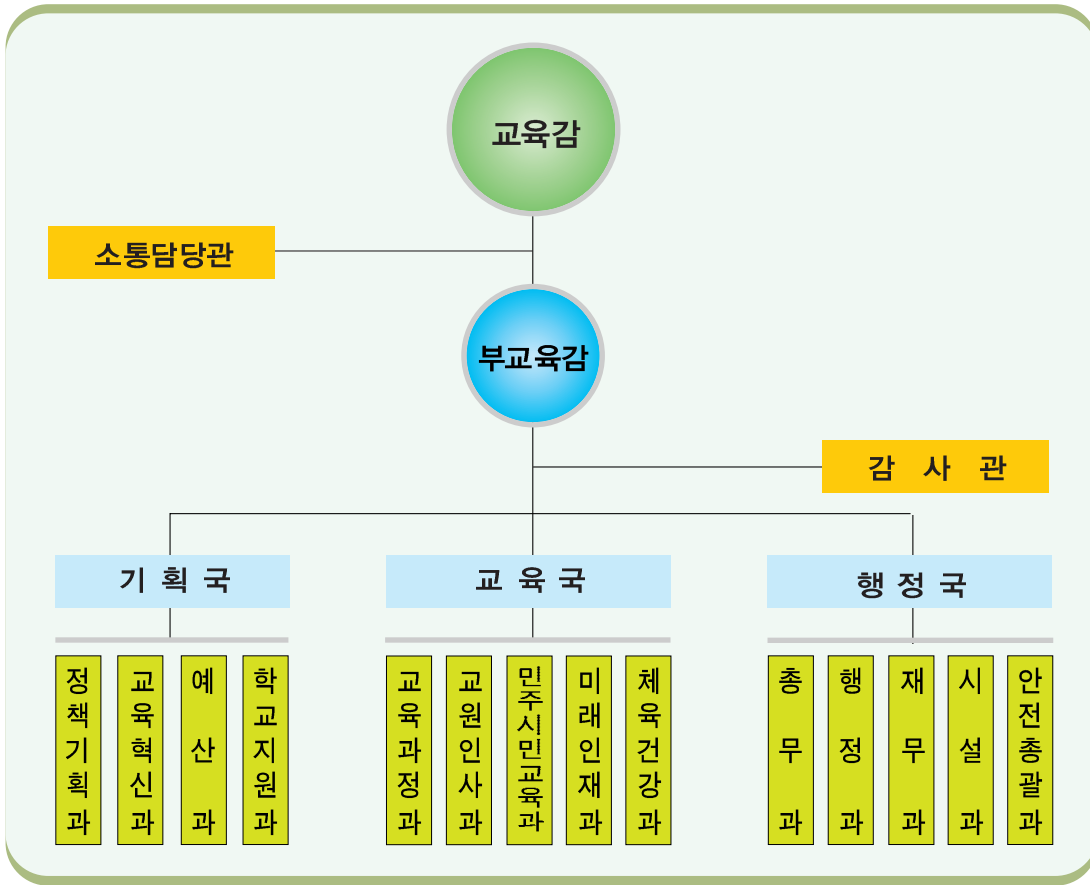 교육감
소통담당관
부교육감
감 사 관
기 획 국
교 육 국
행 정 국
정책기획과
교육혁신과
예산과
학교지원과
교육과정과
교원인사과
민주시민교육과
미래인재과
체육건강과
총무과
행정과
재무과
시설과
안전총괄과